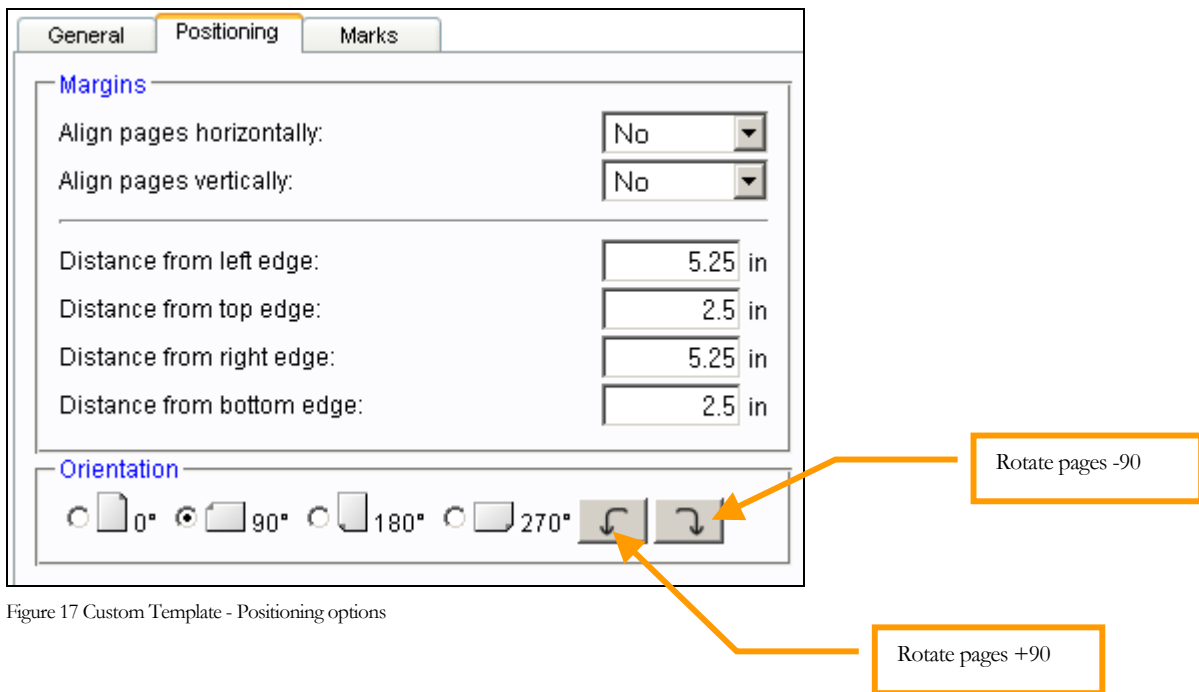 General Positioning Marks
Margins
Align pages horizontally: No
Align pages vertically: No
Distance from left edge: 5.25 in
Distance from top edge: 2.5 in
Distance from right edge: 5.25 in
Distance from bottom edge: 2.5 in
Orientation
0° 90° 180° 270°
Rotate pages -90
Figure 17 Custom Template - Positioning options
Rotate pages +90